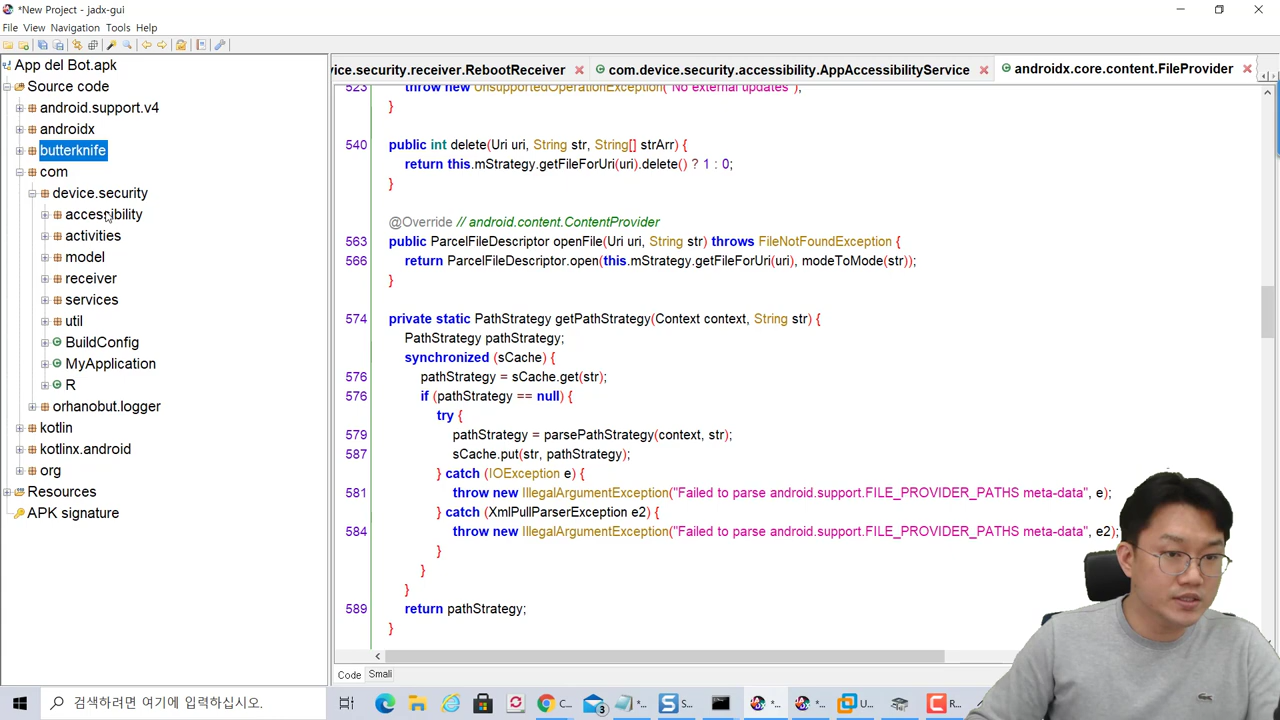 *New Project - jadx-gui
File View Navigation Tools Help
App del Bot.apk
Source code
android.support.v4
androidx
butterknife
com
device.security
accessibility
activities
model
receiver
services
util
BuildConfig
MyApplication
R
orhanobut.logger
kotlin
kotlinx.android
org
Resources
APK signature
ice.security.receiver.RebootReceiver
com.device.security.accessibility.AppAccessibilityService
androidx.core.content.FileProvider
523 throw new UnsupportedOperationException("No external updates");
}
540 public int delete(Uri uri, String str, String[] strArr) {
return this.mStrategy.getFileForUri(uri).delete() ? 1 : 0;
}
@Override // android.content.ContentProvider
563 public ParcelFileDescriptor openFile(Uri uri, String str) throws FileNotFoundException {
566 return ParcelFileDescriptor.open(this.mStrategy.getFileForUri(uri), modeToMode(str));
}
574 private static PathStrategy getPathStrategy(Context context, String str) {
PathStrategy pathStrategy;
synchronized (sCache) {
576 pathStrategy = sCache.get(str);
576 if (pathStrategy == null) {
try {
579 pathStrategy = parsePathStrategy(context, str);
587 sCache.put(str, pathStrategy);
} catch (IOException e) {
581 throw new IllegalArgumentException("Failed to parse android.support.FILE_PROVIDER_PATHS meta-data", e);
} catch (XmlPullParserException e2) {
584 throw new IllegalArgumentException("Failed to parse android.support.FILE_PROVIDER_PATHS meta-data", e2);
}
}
}
589 return pathStrategy;
}
Code Smali
검색하려면 여기에 입력하십시오.
C...
3
*...
S...
*...
*...
U...
R...